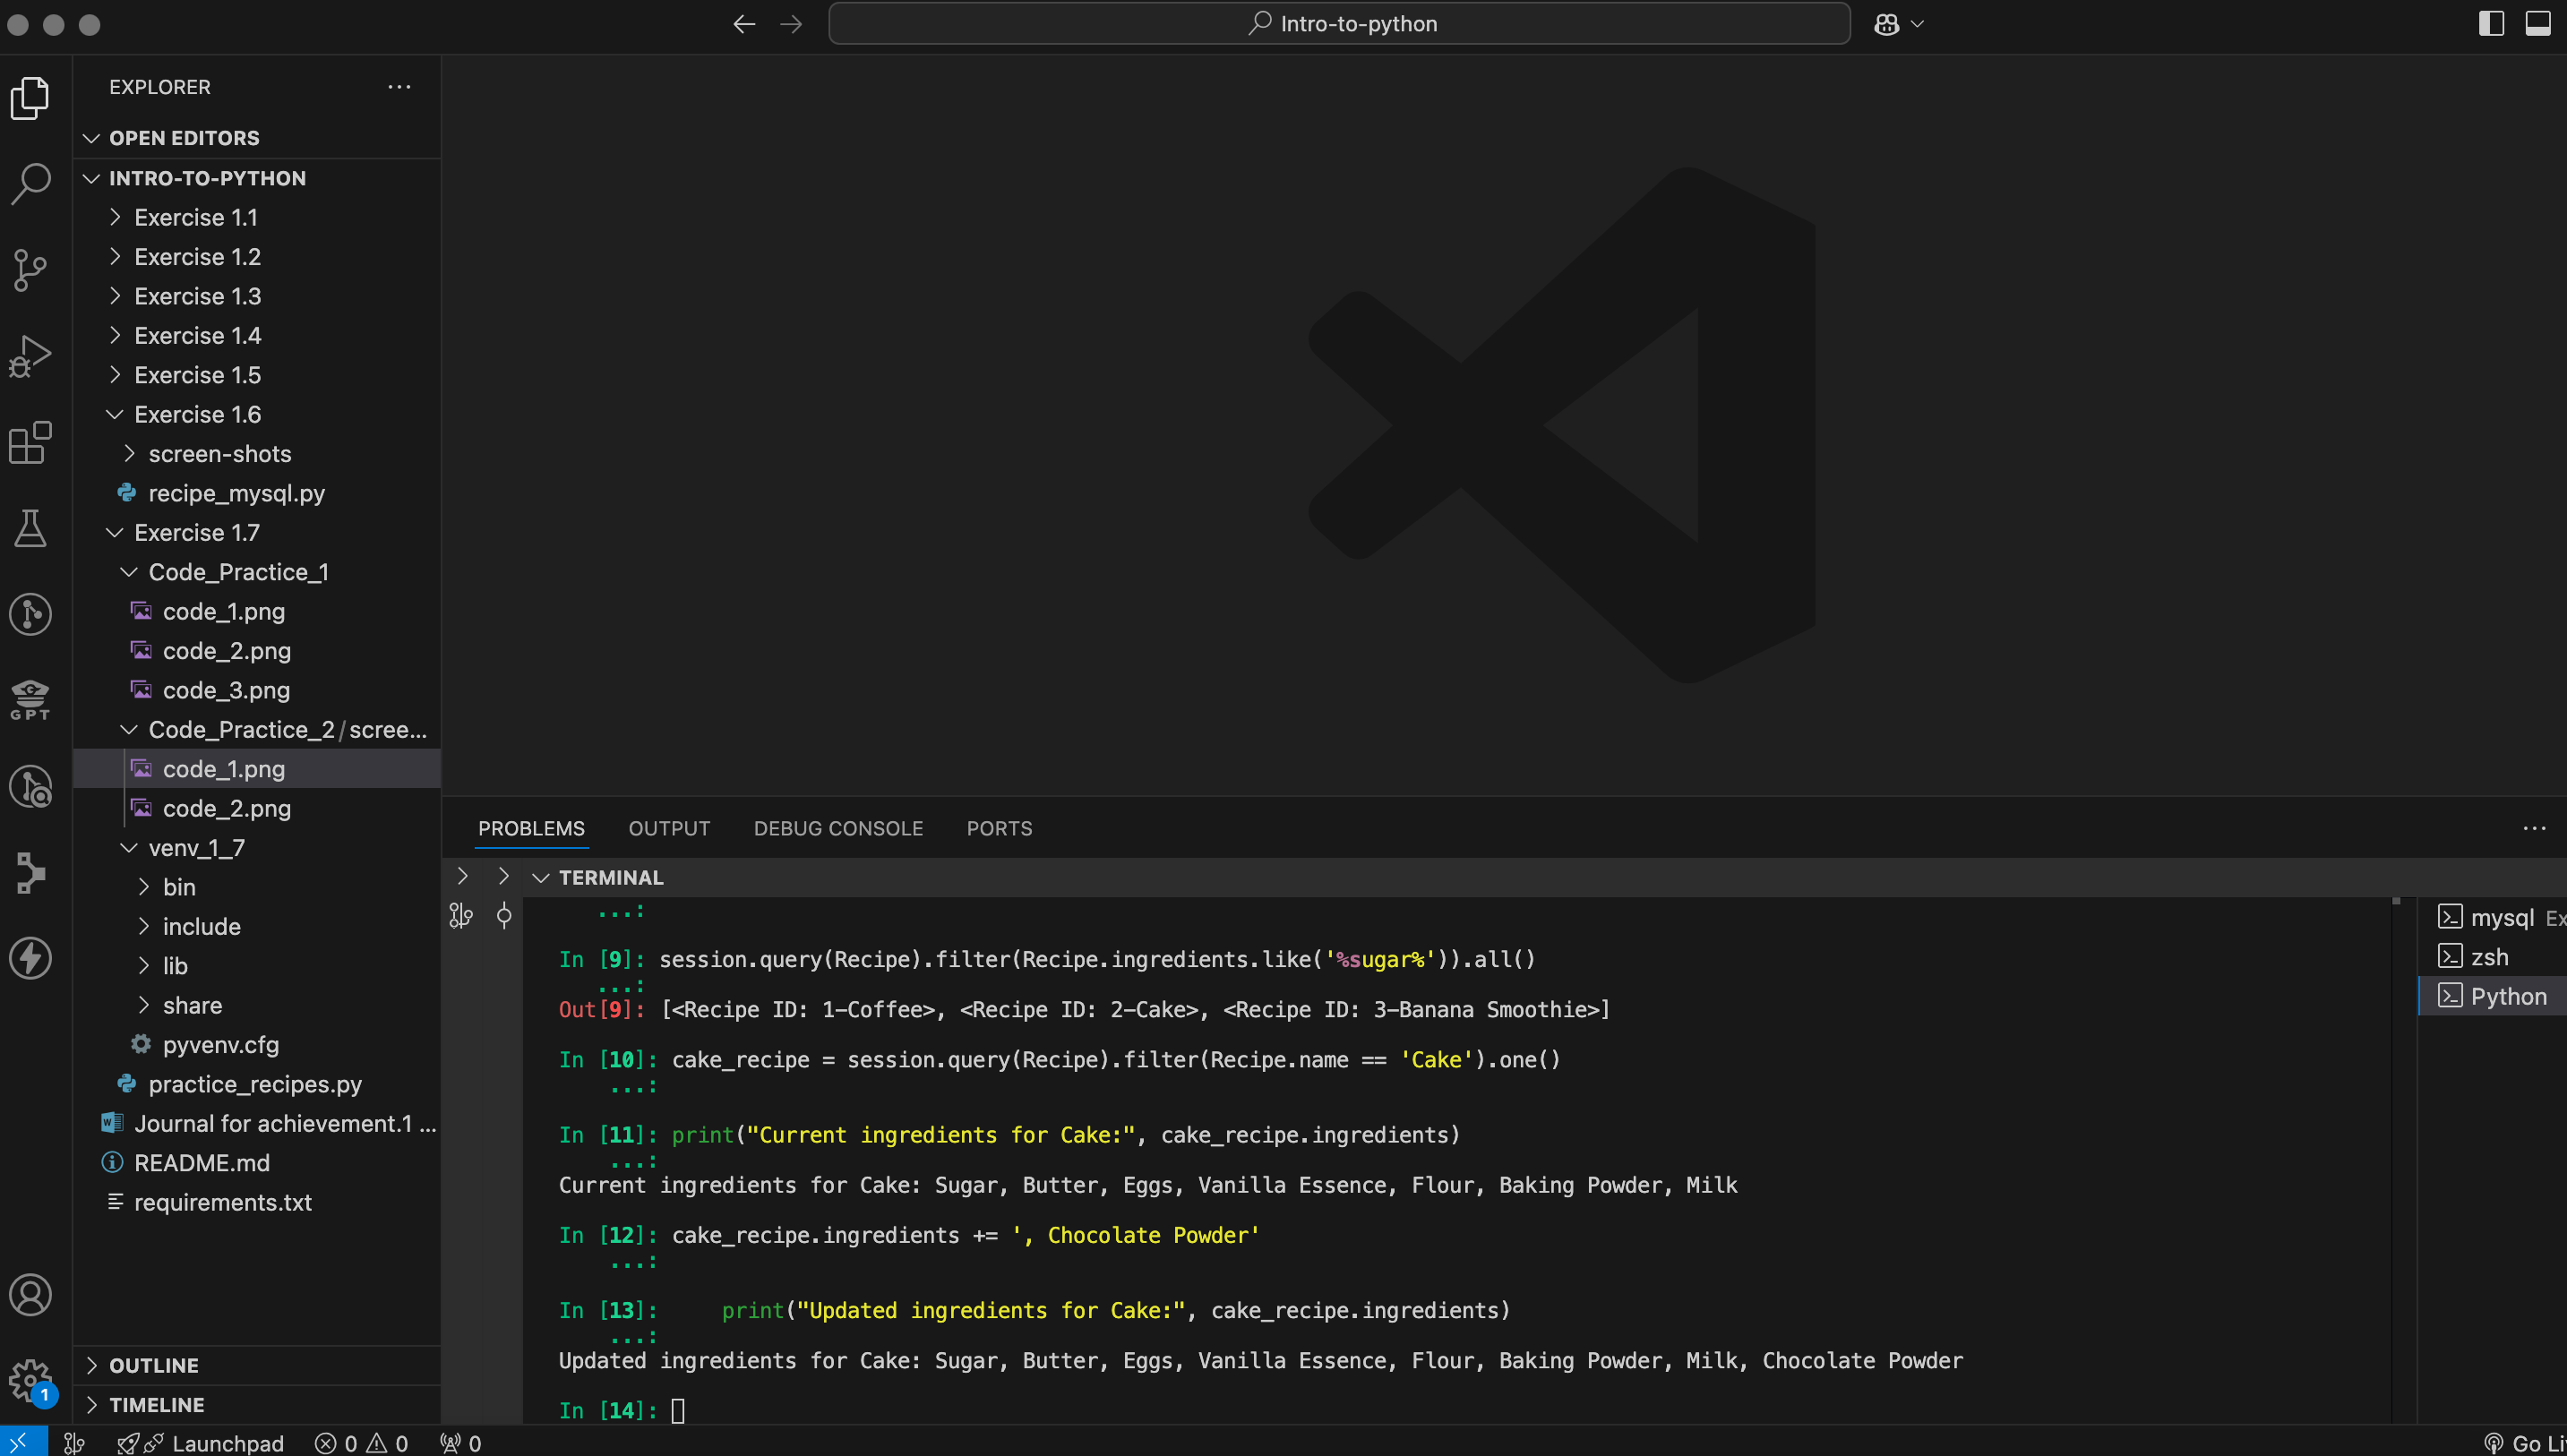 Intro-to-python
EXPLORER
OPEN EDITORS
INTRO-TO-PYTHON
Exercise 1.1
Exercise 1.2
Exercise 1.3
Exercise 1.4
Exercise 1.5
Exercise 1.6
screen-shots
recipe_mysql.py
Exercise 1.7
Code_Practice_1
code_1.png
code_2.png
code_3.png
Code_Practice_2/scree...
code_1.png
code_2.png
venv_1_7
bin
include
lib
share
pyvenv.cfg
practice_recipes.py
Journal for achievement.1 ...
README.md
requirements.txt
OUTLINE
TIMELINE
GPT
1
PROBLEMS OUTPUT DEBUG CONSOLE PORTS
TERMINAL
...:
In [9]: session.query(Recipe).filter(Recipe.ingredients.like('%sugar%')).all()
...:
Out[9]: [<Recipe ID: 1-Coffee>, <Recipe ID: 2-Cake>, <Recipe ID: 3-Banana Smoothie>]
In [10]: cake_recipe = session.query(Recipe).filter(Recipe.name == 'Cake').one()
...:
In [11]: print("Current ingredients for Cake:", cake_recipe.ingredients)
...:
Current ingredients for Cake: Sugar, Butter, Eggs, Vanilla Essence, Flour, Baking Powder, Milk
In [12]: cake_recipe.ingredients += ', Chocolate Powder'
...:
In [13]:     print("Updated ingredients for Cake:", cake_recipe.ingredients)
...:
Updated ingredients for Cake: Sugar, Butter, Eggs, Vanilla Essence, Flour, Baking Powder, Milk, Chocolate Powder
In [14]:
mysql Ex
zsh
Python
Launchpad 0 0 0
Go Li